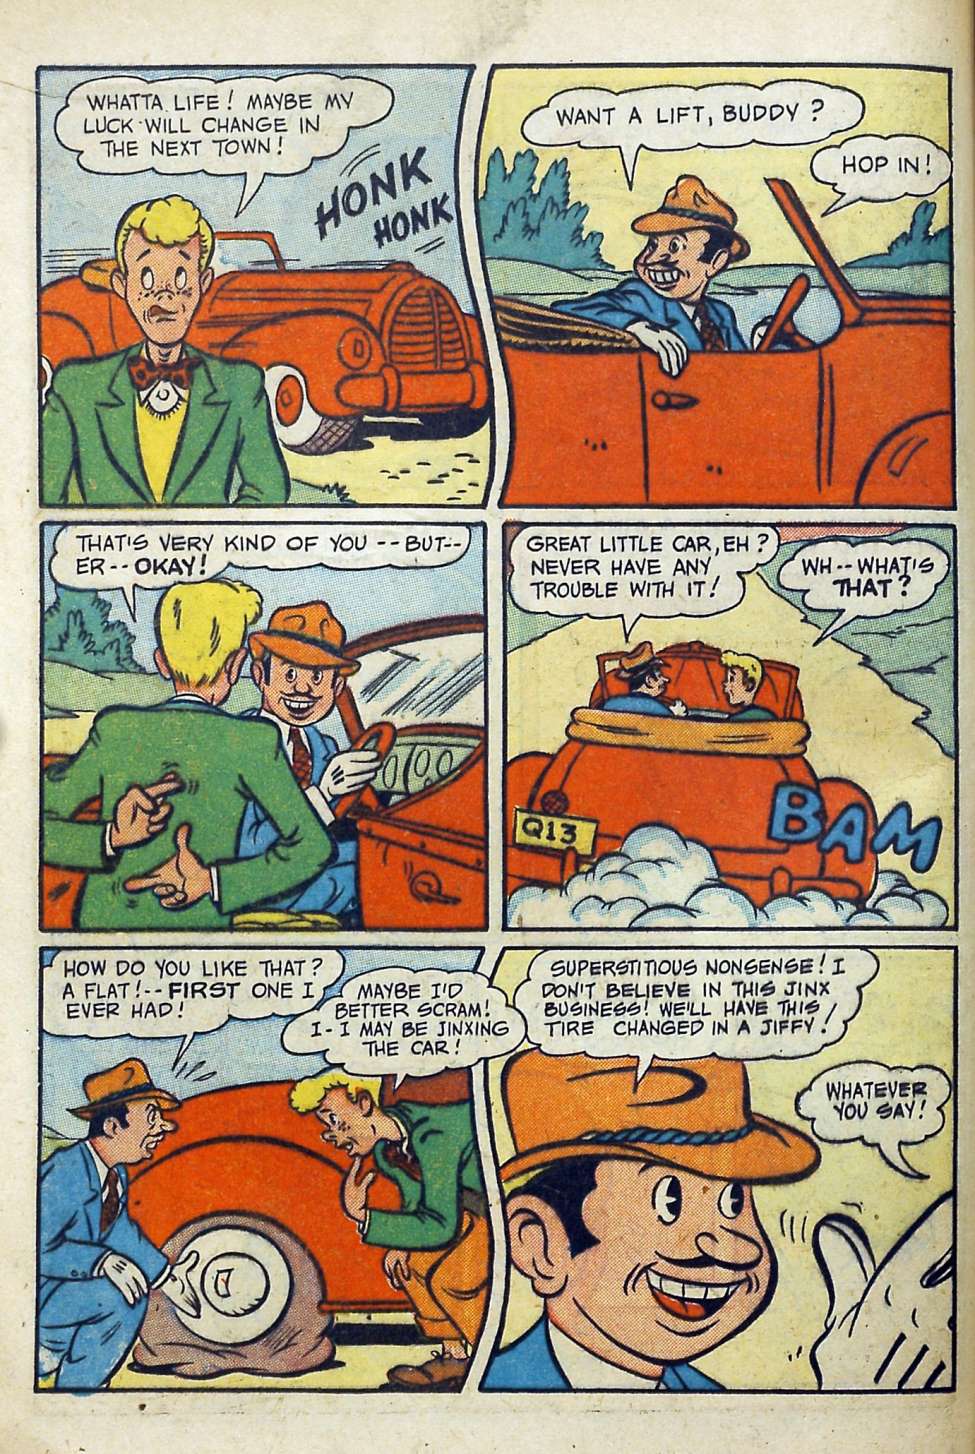 WHATTA LIFE! MAYBE MY
LUCK WILL CHANGE IN
THE NEXT TOWN!
HONK
HONK
WANT A LIFT, BUDDY?
HOP IN!
THAT'S VERY KIND OF YOU -- BUT--
ER-- OKAY!
GREAT LITTLE CAR, EH?
NEVER HAVE ANY
TROUBLE WITH IT!
WH-- WHAT'S
THAT?
Q13
BAM
HOW DO YOU LIKE THAT?
A FLAT!-- FIRST ONE I
EVER HAD!
MAYBE I'D
BETTER SCRAM!
I-I MAY BE JINXING
THE CAR!
SUPERSTITIOUS NONSENSE! I
DON'T BELIEVE IN THIS JINX
BUSINESS! WE'LL HAVE THIS
TIRE CHANGED IN A JIFFY!
WHATEVER
YOU SAY!